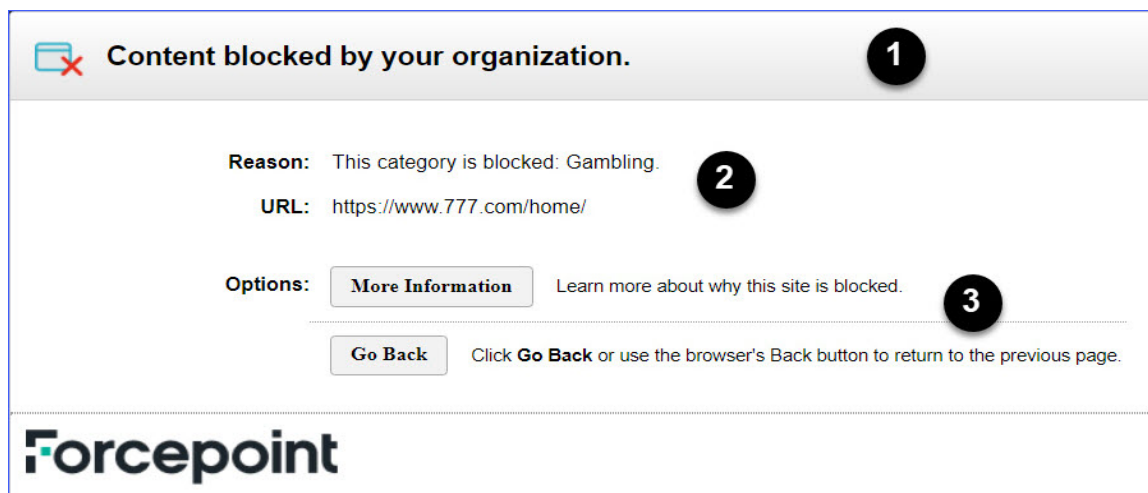 Content blocked by your organization. 1
Reason: This category is blocked: Gambling. 2
URL: https://www.777.com/home/
Options: More Information Learn more about why this site is blocked. 3
Go Back Click Go Back or use the browser's Back button to return to the previous page.
Forcepoint